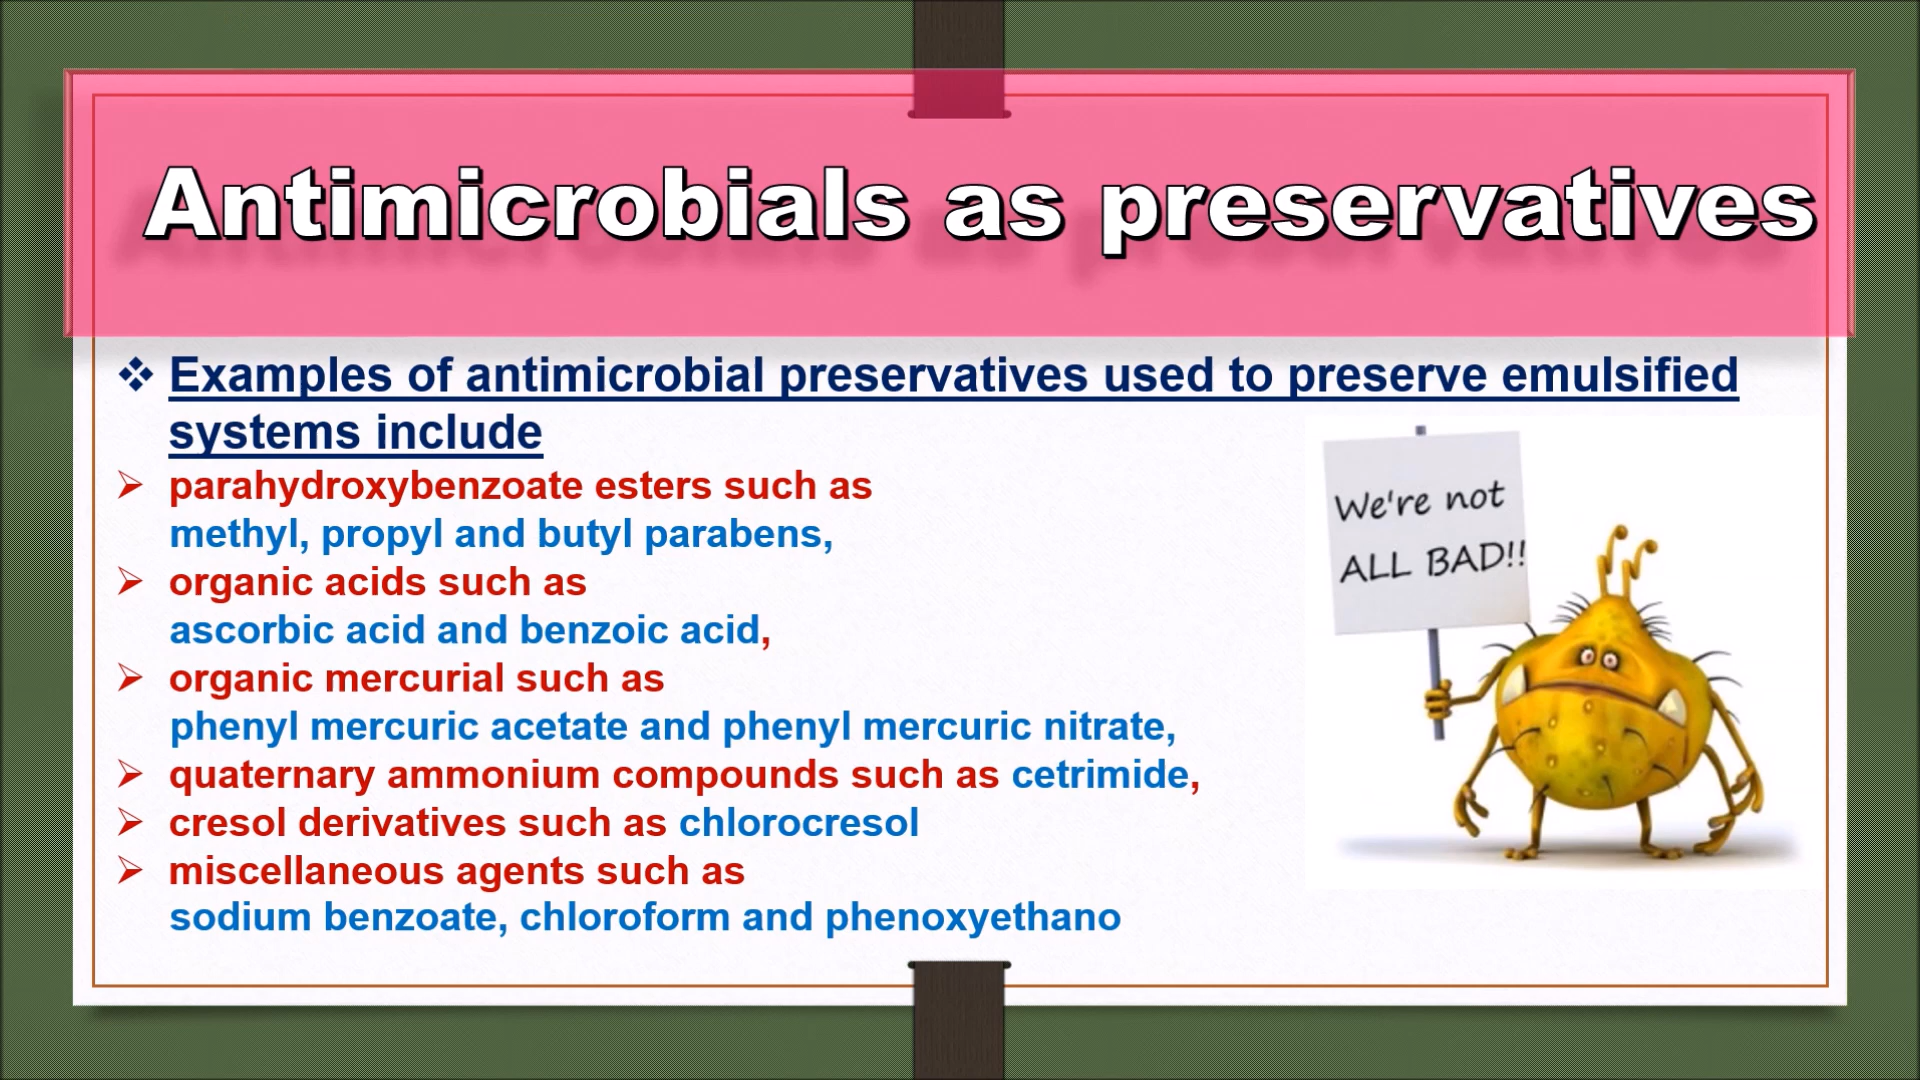 Antimicrobials as preservatives
❖ Examples of antimicrobial preservatives used to preserve emulsified
systems include
➢ parahydroxybenzoate esters such as
methyl, propyl and butyl parabens,
➢ organic acids such as
ascorbic acid and benzoic acid,
➢ organic mercurial such as
phenyl mercuric acetate and phenyl mercuric nitrate,
➢ quaternary ammonium compounds such as cetrimide,
➢ cresol derivatives such as chlorocresol
➢ miscellaneous agents such as
sodium benzoate, chloroform and phenoxyethano
We're not
ALL BAD!!